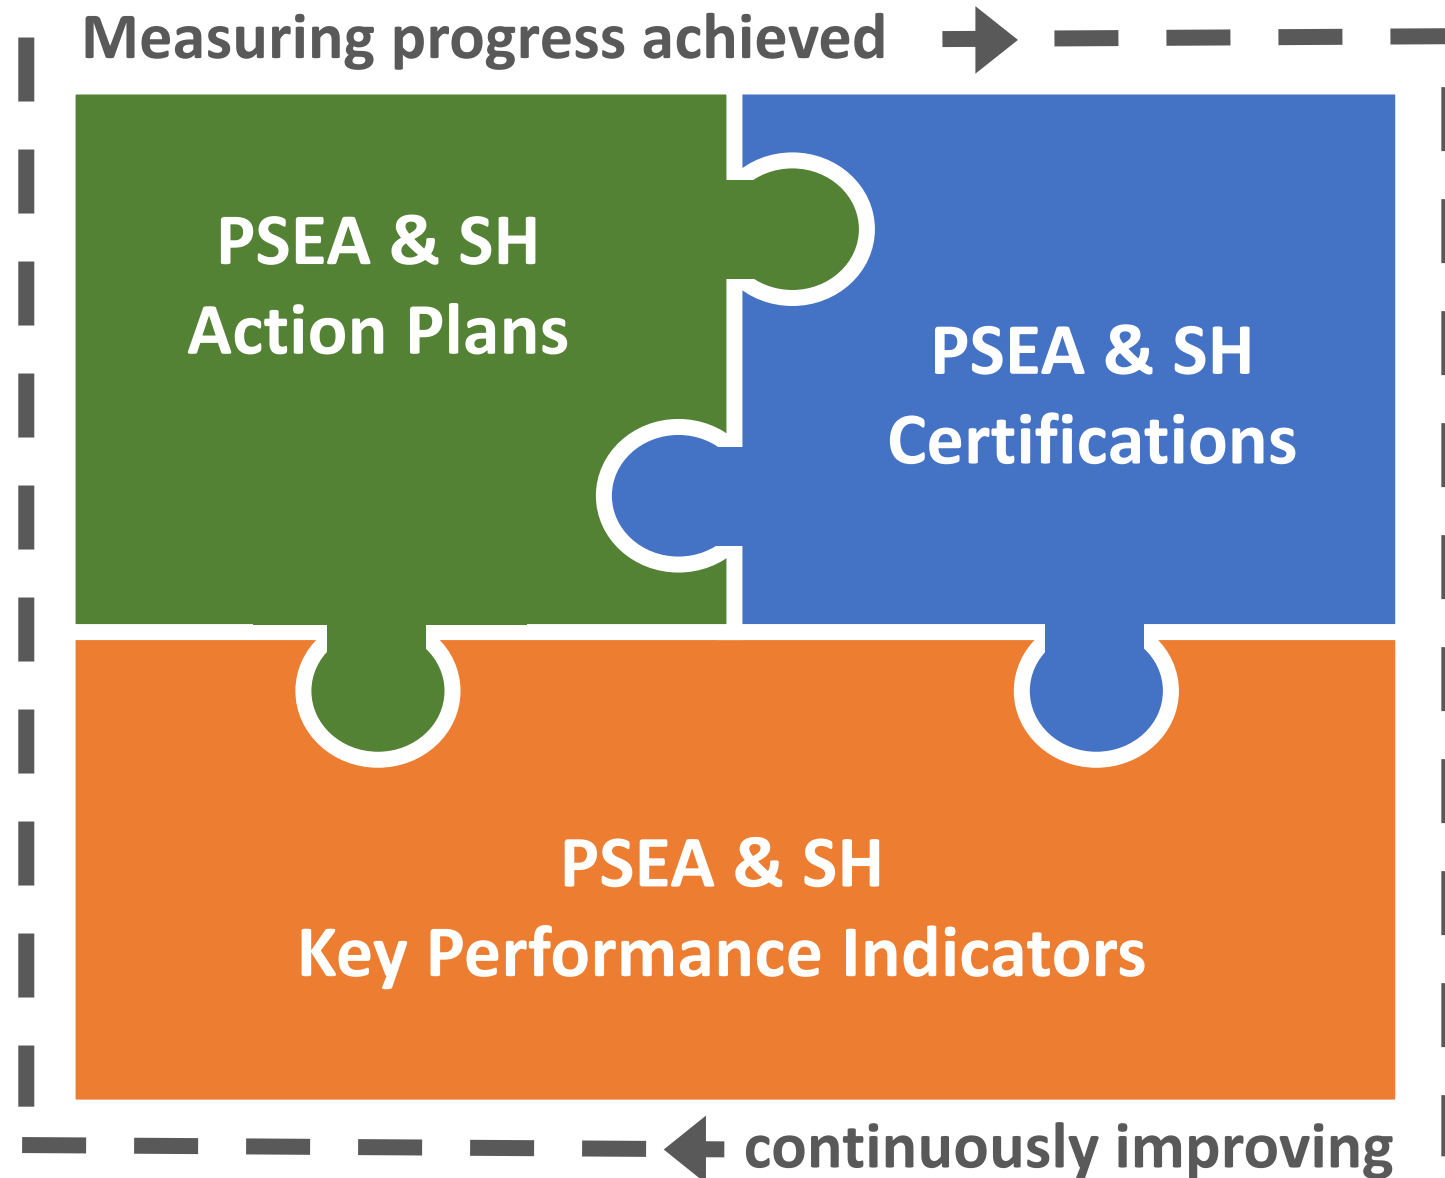 Measuring progress achieved
PSEA & SH
Action Plans
PSEA & SH
Certifications
PSEA & SH
Key Performance Indicators
continuously improving